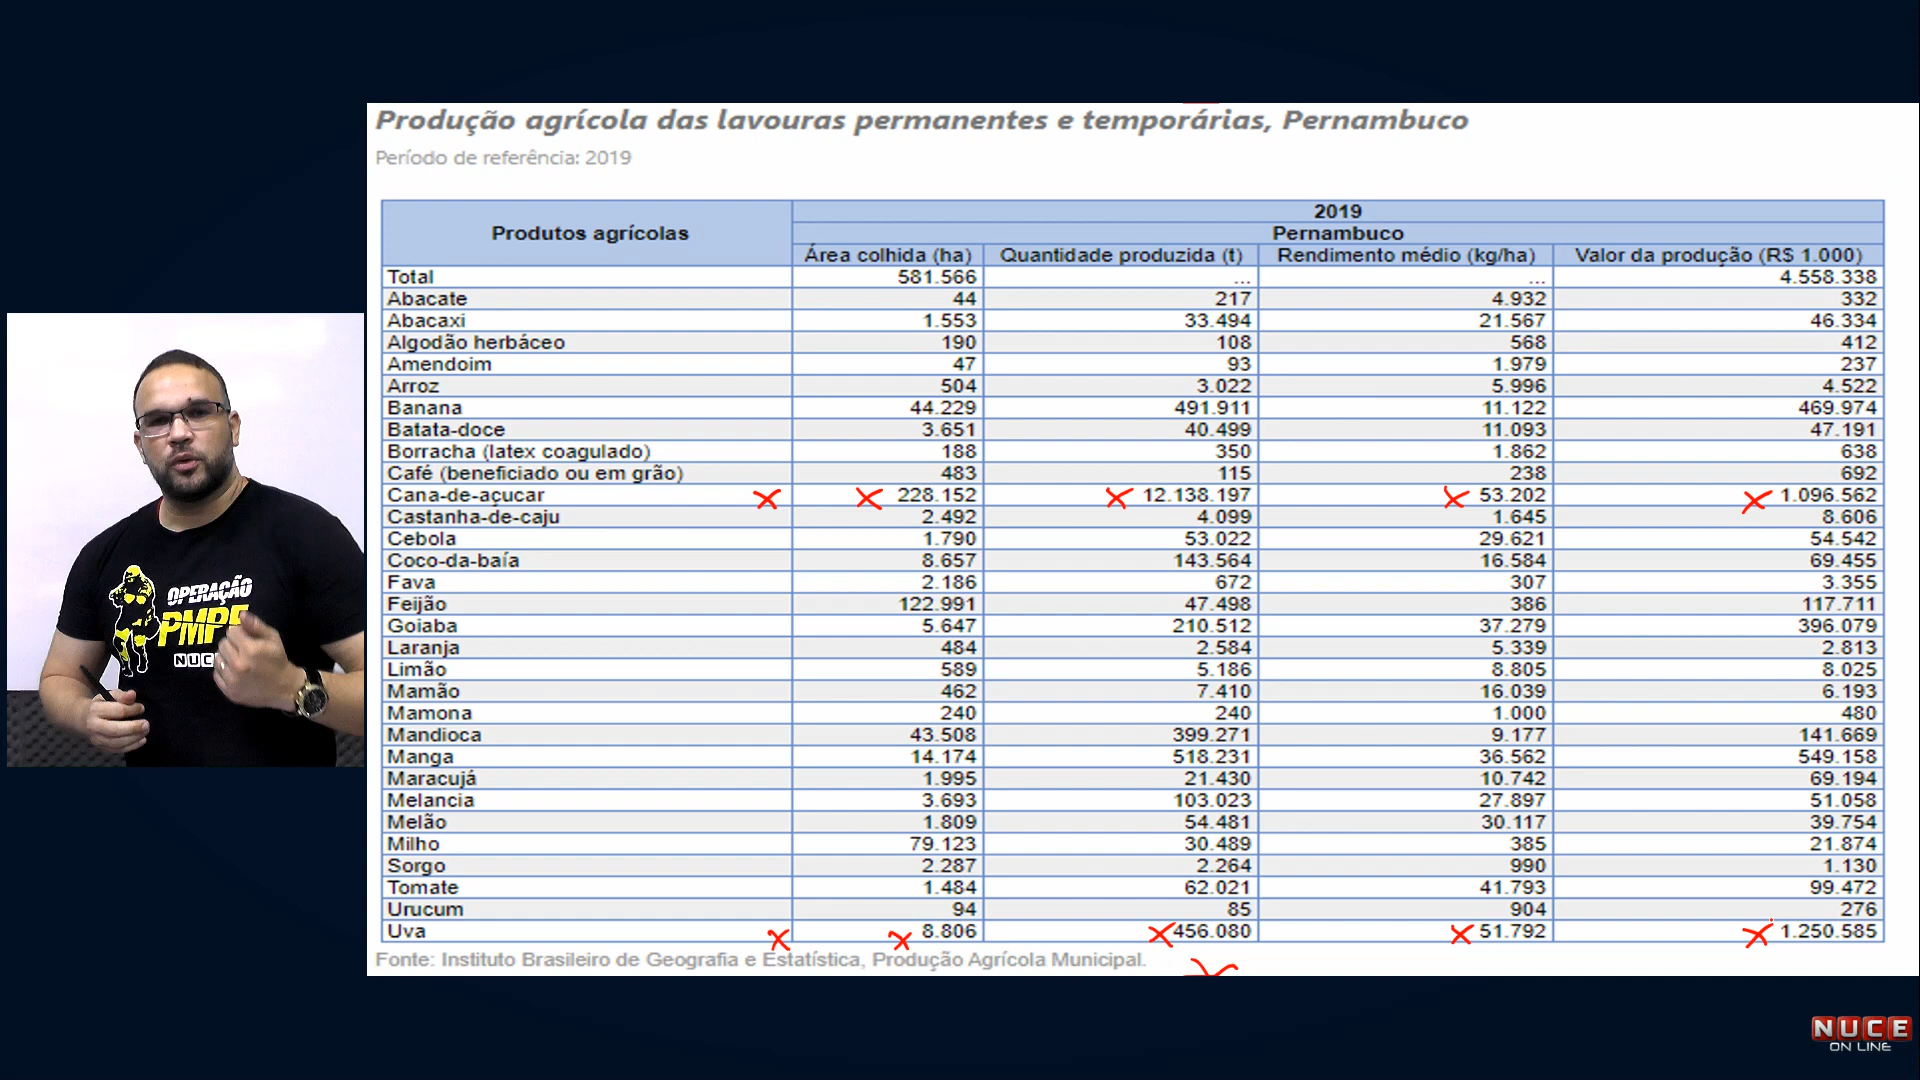 Produção agrícola das lavouras permanentes e temporárias, Pernambuco
Período de referência: 2019
Produtos agrícolas
2019
Pernambuco
Área colhida (ha) Quantidade produzida (t) Rendimento médio (kg/ha) Valor da produção (R$ 1.000)
Total 581.566 ... ... 4.558.338
Abacate 44 217 4.932 332
Abacaxi 1.553 33.494 21.567 46.334
Algodão herbáceo 190 108 568 412
Amendoim 47 93 1.979 237
Arroz 504 3.022 5.996 4.522
Banana 44.229 491.911 11.122 469.974
Batata-doce 3.651 40.499 11.093 47.191
Borracha (latex coagulado) 188 350 1.862 638
Café (beneficiado ou em grão) 483 115 238 692
Cana-de-açucar 228.152 12.138.197 53.202 1.096.562
Castanha-de-caju 2.492 4.099 1.645 8.606
Cebola 1.790 53.022 29.621 54.542
Coco-da-baía 8.657 143.564 16.584 69.455
Fava 2.186 672 307 3.355
Feijão 122.991 47.498 386 117.711
Goiaba 5.647 210.512 37.279 396.079
Laranja 484 2.584 5.339 2.813
Limão 589 5.186 8.805 8.025
Mamão 462 7.410 16.039 6.193
Mamona 240 240 1.000 480
Mandioca 43.508 399.271 9.177 141.669
Manga 14.174 518.231 36.562 549.158
Maracujá 1.995 21.430 10.742 69.194
Melancia 3.693 103.023 27.897 51.058
Melão 1.809 54.481 30.117 39.754
Milho 79.123 30.489 385 21.874
Sorgo 2.287 2.264 990 1.130
Tomate 1.484 62.021 41.793 99.472
Urucum 94 85 904 276
Uva 8.806 456.080 51.792 1.250.585
Fonte: Instituto Brasileiro de Geografia e Estatística, Produção Agrícola Municipal.
OPERAÇÃO
NUCE
ON LINE